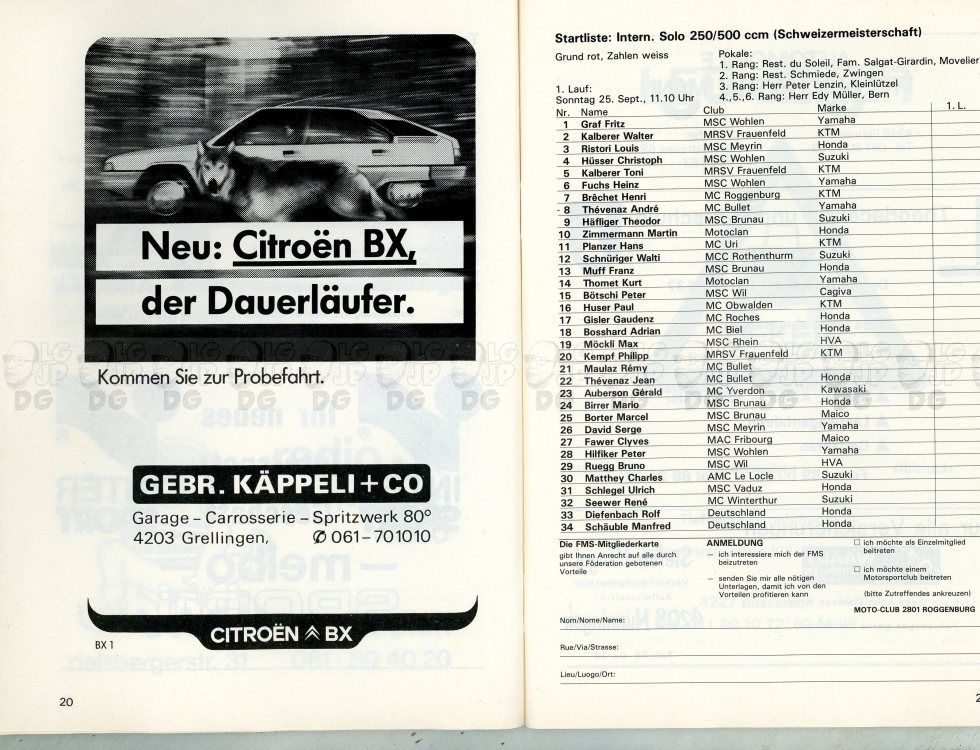 Neu: Citroën BX,
der Dauerläufer.
Kommen Sie zur Probefahrt.
GEBR. KÄPPELI + CO
Garage – Carrosserie – Spritzwerk 80°
4203 Grellingen, ✆ 061 – 701010
CITROËN BX
BX 1
20
Startliste: Intern. Solo 250/500 ccm (Schweizermeisterschaft)
Grund rot, Zahlen weiss
Pokale:
1. Rang: Rest. du Soleil, Fam. Salgat-Girardin, Movelier
2. Rang: Rest. Schmiede, Zwingen
3. Rang: Herr Peter Lenzin, Kleinlützel
4.,5.,6. Rang: Herr Edy Müller, Bern
1. Lauf:
Sonntag 25. Sept., 11.10 Uhr
Nr. Name Club Marke 1. L.
1 Graf Fritz MSC Wohlen Yamaha
2 Kalberer Walter MRSV Frauenfeld KTM
3 Ristori Louis MSC Meyrin Honda
4 Hüsser Christoph MSC Wohlen Suzuki
5 Kalberer Toni MRSV Frauenfeld KTM
6 Fuchs Heinz MSC Wohlen Yamaha
7 Brêchet Henri MC Roggenburg KTM
- 8 Thévenaz André MC Bullet Yamaha
9 Häfliger Theodor MSC Brunau Suzuki
10 Zimmermann Martin Motoclan Honda
11 Planzer Hans MC Uri KTM
12 Schnüriger Walti MCC Rothenthurm Suzuki
13 Muff Franz MSC Brunau Honda
14 Thomet Kurt Motoclan Yamaha
15 Bötschi Peter MSC Wil Cagiva
16 Huser Paul MC Obwalden KTM
17 Gisler Gaudenz MC Roches Honda
18 Bosshard Adrian MC Biel Honda
19 Möckli Max MSC Rhein HVA
20 Kempf Philipp MRSV Frauenfeld KTM
21 Maulaz Rémy MC Bullet
22 Thévenaz Jean MC Bullet Honda
23 Auberson Gérald MC Yverdon Kawasaki
24 Birrer Mario MSC Brunau Honda
25 Borter Marcel MSC Brunau Maico
26 David Serge MSC Meyrin Yamaha
27 Fawer Clyves MAC Fribourg Maico
28 Hilfiker Peter MSC Wohlen Yamaha
29 Ruegg Bruno MSC Wil HVA
30 Matthey Charles AMC Le Locle Suzuki
31 Schlegel Ulrich MSC Vaduz Honda
32 Seewer René MC Winterthur Suzuki
33 Diefenbach Rolf Deutschland Honda
34 Schäuble Manfred Deutschland Honda
Die FMS-Mitgliederkarte
gibt Ihnen Anrecht auf alle durch
unsere Föderation gebotenen
Vorteile
ANMELDUNG
– ich interessiere mich der FMS
beizutreten
– senden Sie mir alle nötigen
Unterlagen, damit ich von den
Vorteilen profitieren kann
☐ ich möchte als Einzelmitglied
beitreten
☐ ich möchte einem
Motorsportclub beitreten
(bitte Zutreffendes ankreuzen)
MOTO-CLUB 2801 ROGGENBURG
Nom/Nome/Name:
Rue/Via/Strasse:
Lieu/Luogo/Ort: